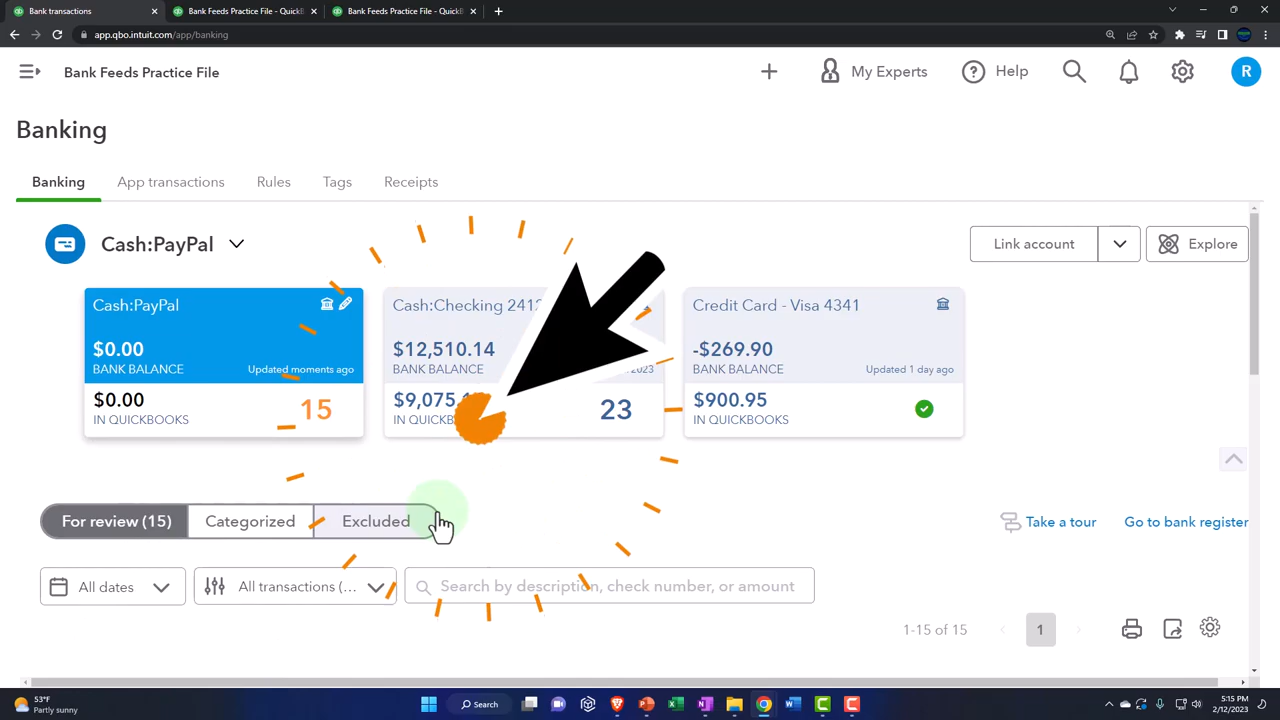 Bank transactions
Bank Feeds Practice File - QuickB
Bank Feeds Practice File - QuickB
app.qbo.intuit.com/app/banking
Bank Feeds Practice File
My Experts
Help
R
Banking
Banking
App transactions
Rules
Tags
Receipts
Cash:PayPal
Link account
Explore
Cash:PayPal
$0.00
BANK BALANCE
Updated moments ago
$0.00
15
IN QUICKBOOKS
Cash:Checking 2412
$12,510.14
BANK BALANCE
2023
$9,075.
23
IN QUICKB
Credit Card - Visa 4341
-$269.90
BANK BALANCE
Updated 1 day ago
$900.95
IN QUICKBOOKS
For review (15)
Categorized
Excluded
Take a tour
Go to bank register
All dates
All transactions (...
Search by description, check number, or amount
1-15 of 15
1
53°F
Partly sunny
Search
5:15 PM
2/12/2023